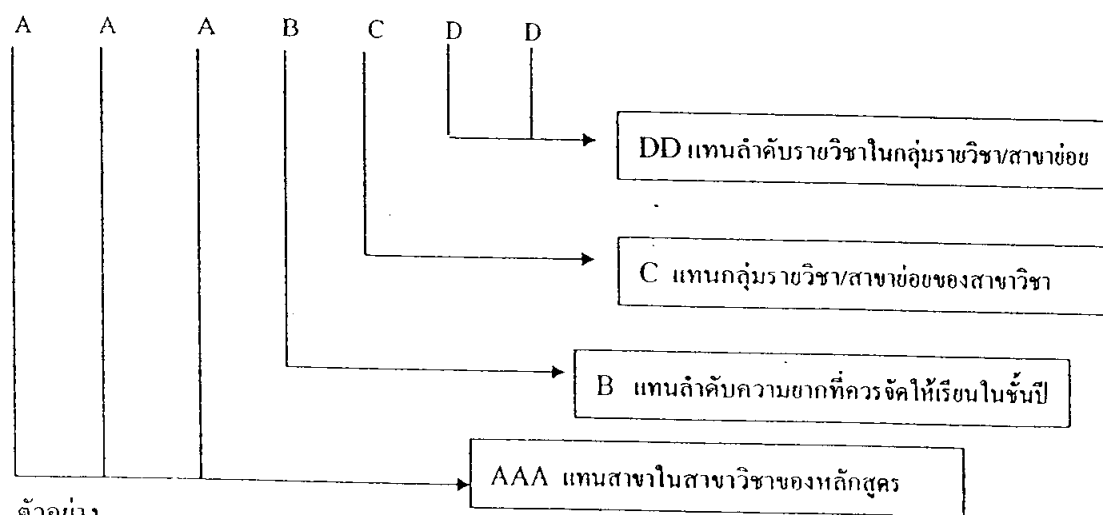 A A A B C D D
DD แทนลำดับรายวิชาในกลุ่มรายวิชา/สาขาย่อย
C แทนกลุ่มรายวิชา/สาขาย่อยของสาขาวิชา
B แทนลำดับความยากที่ควรจัดให้เรียนในชั้นปี
AAA แทนสาขาในสาขาวิชาของหลักสูตร
ตัวอย่าง